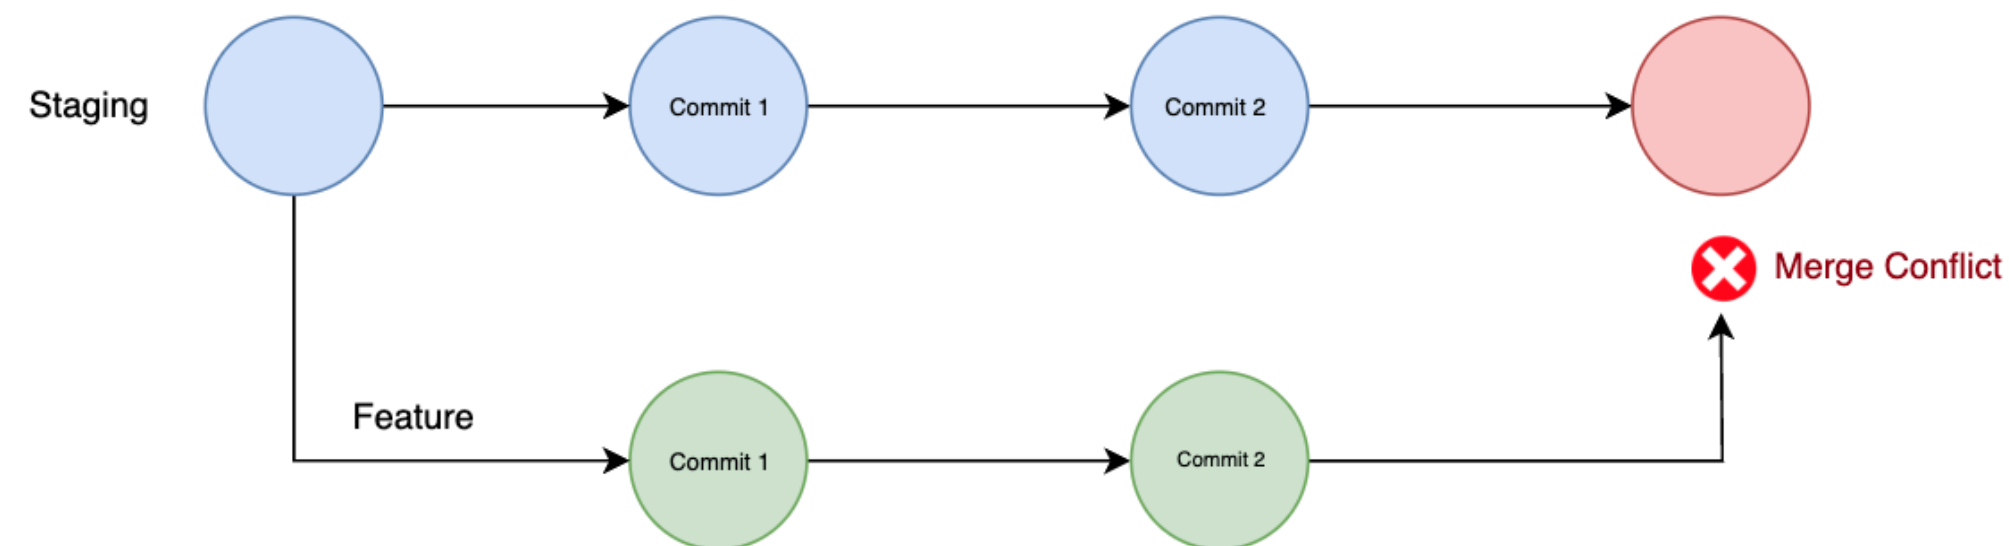 Staging
Commit 1
Commit 2
Merge Conflict
Feature
Commit 1
Commit 2